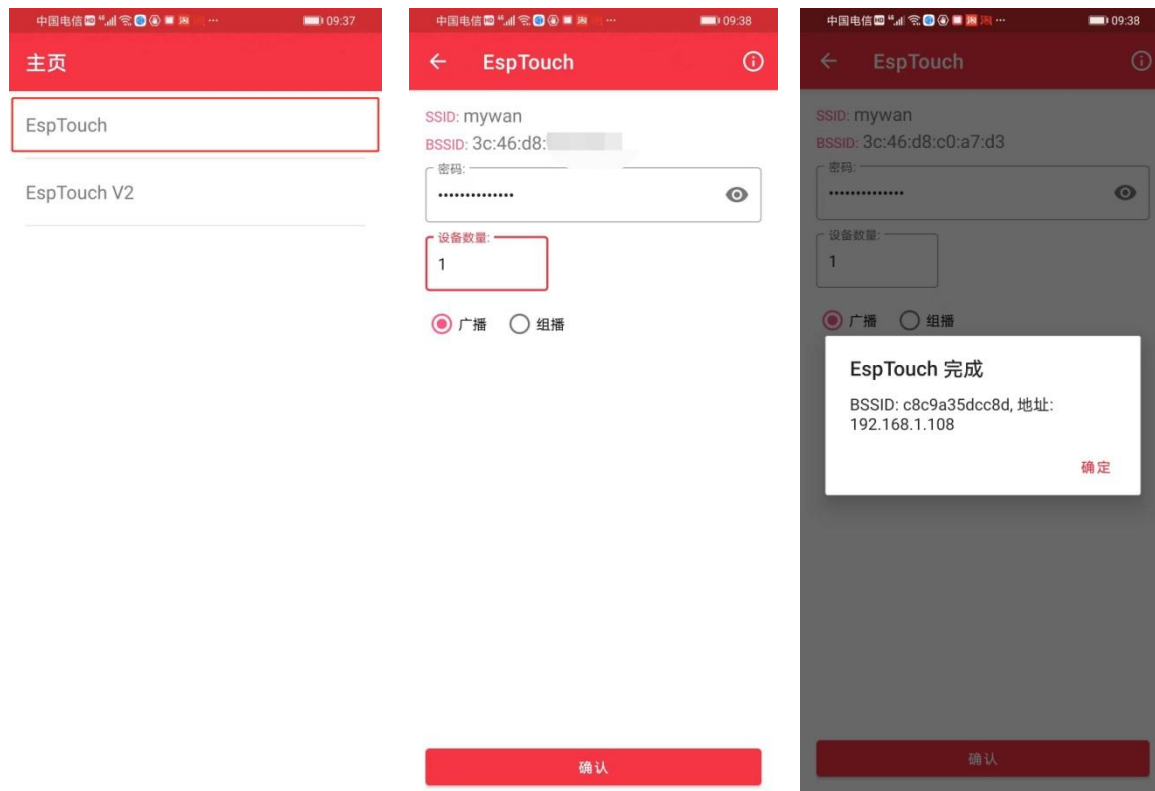 中国电信 09:37
主页
EspTouch
EspTouch V2
中国电信 09:38
EspTouch
SSID: mywan
BSSID: 3c:46:d8:
密码:
••••••••••••••
设备数量:
1
广播 组播
确认
中国电信 09:38
EspTouch
SSID: mywan
BSSID: 3c:46:d8:c0:a7:d3
密码:
••••••••••••••
设备数量:
1
广播 组播
EspTouch 完成
BSSID: c8c9a35dcc8d, 地址:
192.168.1.108
确定
确认